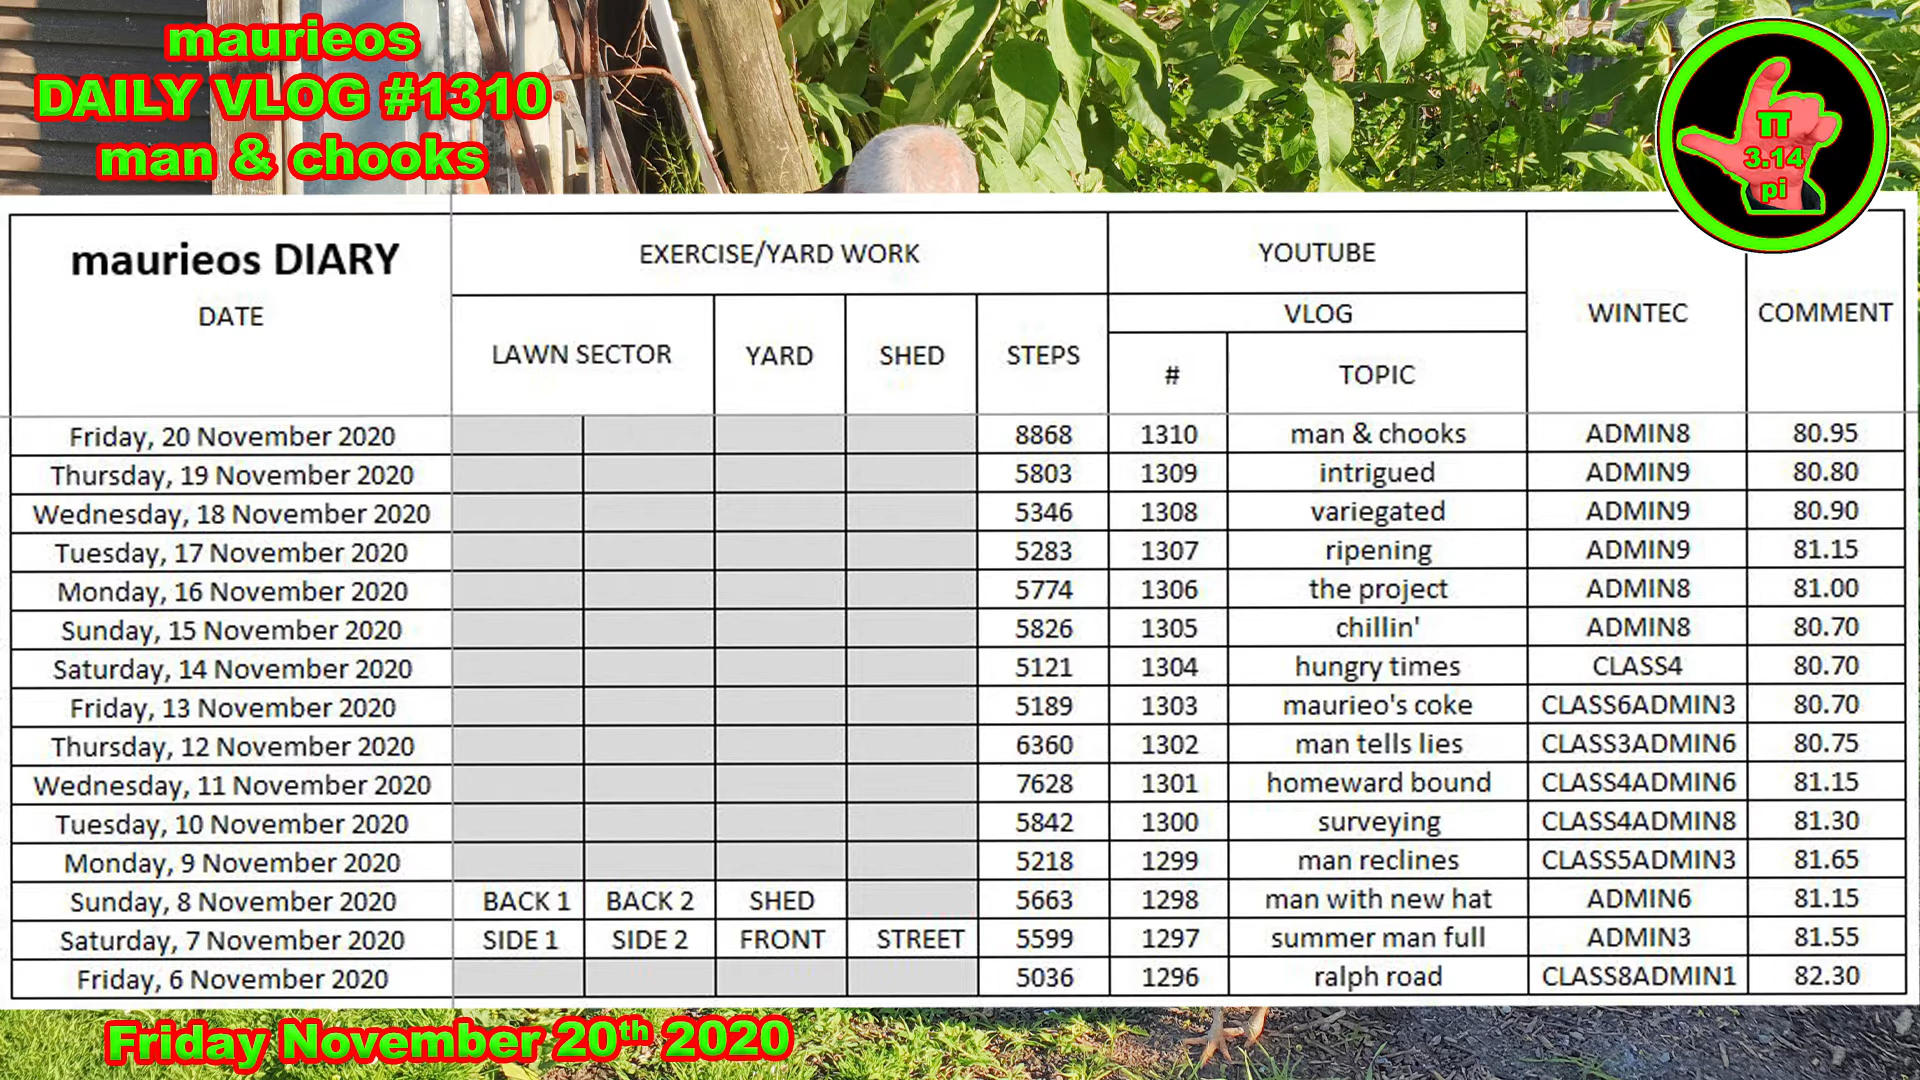 maurieos
DAILY VLOG #1310
man & chooks
π
3.14
pi
maurieos DIARY
DATE
EXERCISE/YARD WORK
YOUTUBE
WINTEC
COMMENT
LAWN SECTOR
YARD
SHED
STEPS
VLOG
#
TOPIC
Friday, 20 November 2020 8868 1310 man & chooks ADMIN8 80.95
Thursday, 19 November 2020 5803 1309 intrigued ADMIN9 80.80
Wednesday, 18 November 2020 5346 1308 variegated ADMIN9 80.90
Tuesday, 17 November 2020 5283 1307 ripening ADMIN9 81.15
Monday, 16 November 2020 5774 1306 the project ADMIN8 81.00
Sunday, 15 November 2020 5826 1305 chillin' ADMIN8 80.70
Saturday, 14 November 2020 5121 1304 hungry times CLASS4 80.70
Friday, 13 November 2020 5189 1303 maurieo's coke CLASS6ADMIN3 80.70
Thursday, 12 November 2020 6360 1302 man tells lies CLASS3ADMIN6 80.75
Wednesday, 11 November 2020 7628 1301 homeward bound CLASS4ADMIN6 81.15
Tuesday, 10 November 2020 5842 1300 surveying CLASS4ADMIN8 81.30
Monday, 9 November 2020 5218 1299 man reclines CLASS5ADMIN3 81.65
Sunday, 8 November 2020 BACK 1 BACK 2 SHED 5663 1298 man with new hat ADMIN6 81.15
Saturday, 7 November 2020 SIDE 1 SIDE 2 FRONT STREET 5599 1297 summer man full ADMIN3 81.55
Friday, 6 November 2020 5036 1296 ralph road CLASS8ADMIN1 82.30
Friday November 20th 2020